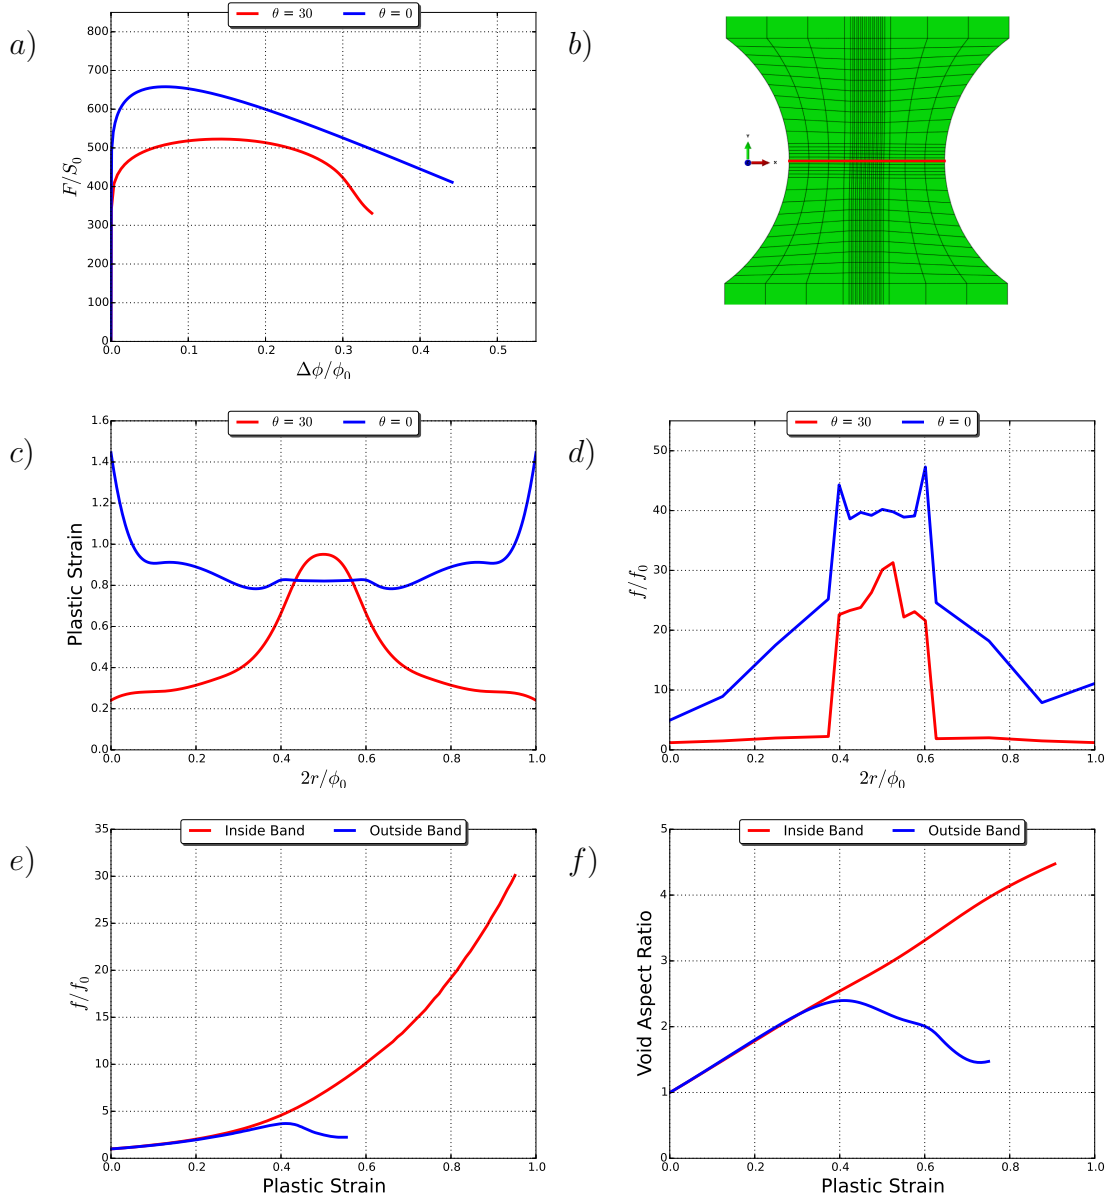 a)
θ = 30 θ = 0
800
700
600
500
400
300
200
100
0
F/S₀
0.0 0.1 0.2 0.3 0.4 0.5
Δϕ/ϕ₀
b)
Y
X
c)
θ = 30 θ = 0
1.6
1.4
1.2
1.0
0.8
0.6
0.4
0.2
0.0
Plastic Strain
0.0 0.2 0.4 0.6 0.8 1.0
2r/ϕ₀
d)
θ = 30 θ = 0
50
40
30
20
10
0
f/f₀
0.0 0.2 0.4 0.6 0.8 1.0
2r/ϕ₀
e)
Inside Band Outside Band
35
30
25
20
15
10
5
0
f/f₀
0.0 0.2 0.4 0.6 0.8 1.0
Plastic Strain
f)
Inside Band Outside Band
5
4
3
2
1
0
Void Aspect Ratio
0.0 0.2 0.4 0.6 0.8 1.0
Plastic Strain